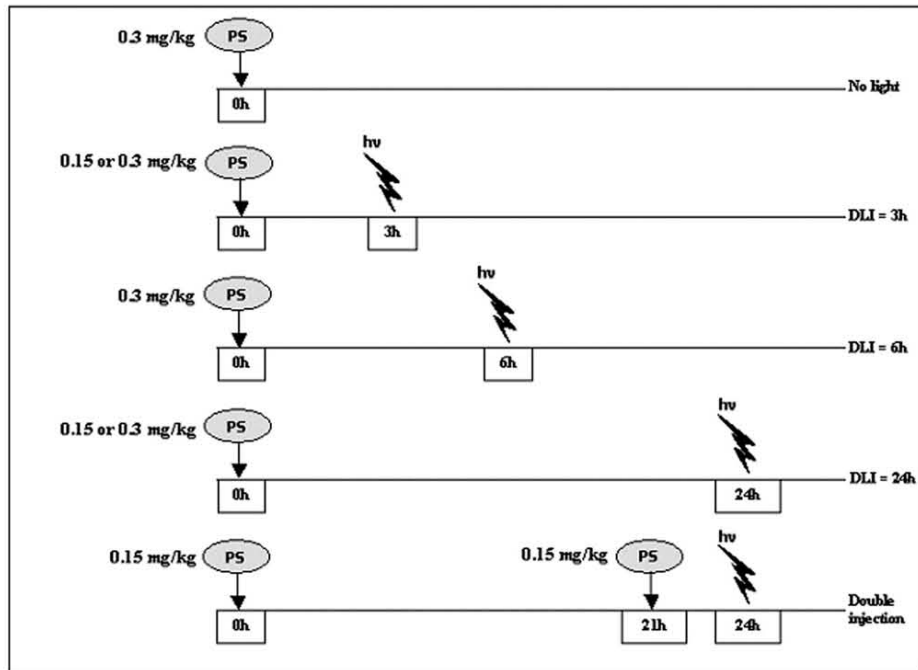 0.3 mg/kg PS
0h
No light
hν
0.15 or 0.3 mg/kg PS
0h 3h
DLI = 3h
hν
0.3 mg/kg PS
0h 6h
DLI = 6h
hν
0.15 or 0.3 mg/kg PS
0h 24h
DLI = 24h
hν
0.15 mg/kg PS 0.15 mg/kg PS
0h 21h 24h
Double
injection